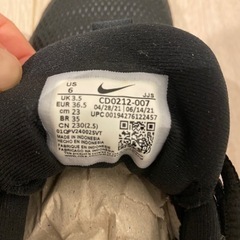 US 6
JJS
UK 3.5
EUR 36.5
cm 23
BR 35
CN 230(2.5)
CD0212-007
04/28/21 06/14/21
UPC 00194276122457
MADE IN INDONESIA